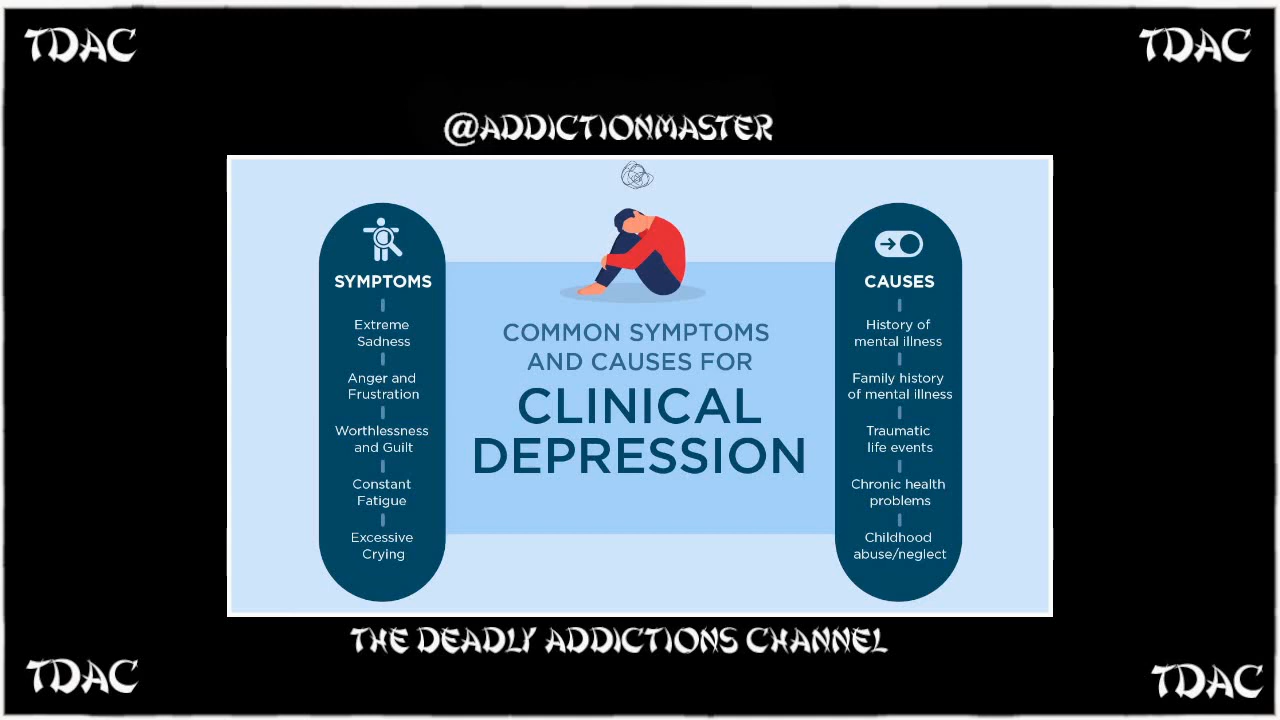 TDAC
TDAC
@ADDICTIONMASTER
SYMPTOMS
Extreme
Sadness
Anger and
Frustration
Worthlessness
and Guilt
Constant
Fatigue
Excessive
Crying
COMMON SYMPTOMS
AND CAUSES FOR
CLINICAL
DEPRESSION
CAUSES
History of
mental illness
Family history
of mental illness
Traumatic
life events
Chronic health
problems
Childhood
abuse/neglect
THE DEADLY ADDICTIONS CHANNEL
TDAC
TDAC